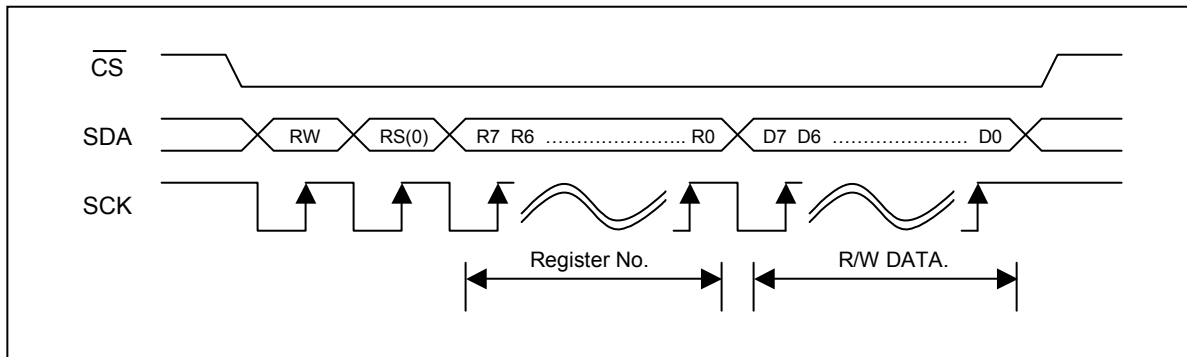 CS
SDA RW RS(0) R7 R6 ........................ R0 D7 D6 ....................... D0
SCK
Register No. R/W DATA.